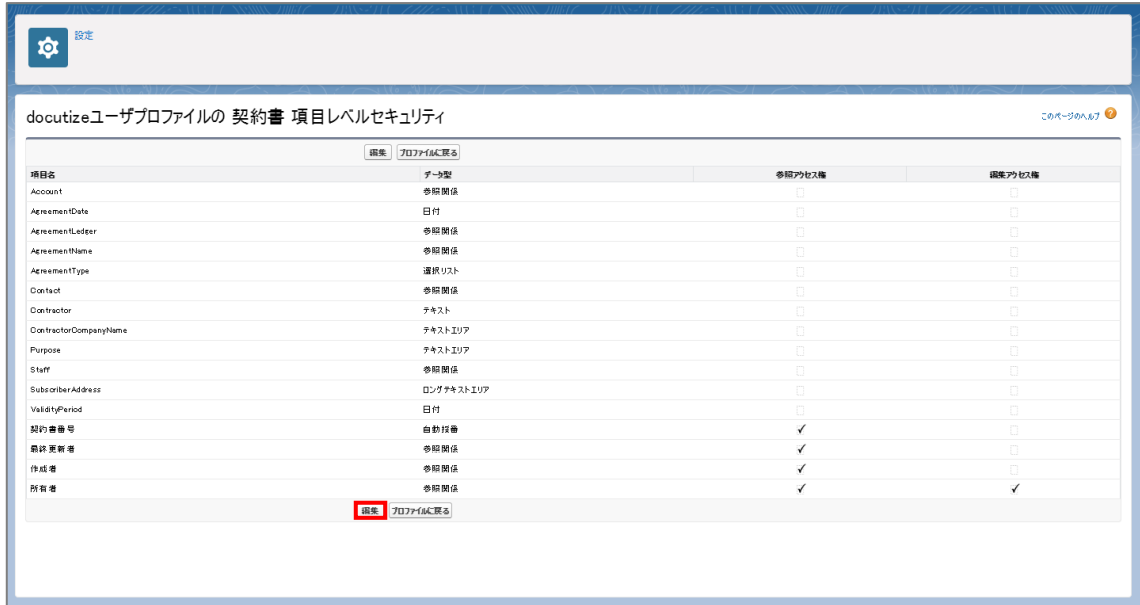 設定
docutizeユーザプロファイルの 契約書 項目レベルセキュリティ
このページのヘルプ ?
編集 プロファイルに戻る
項目名 データ型 参照アクセス権 編集アクセス権
Account 参照関係
AgreementDate 日付
AgreementLedger 参照関係
AgreementName 参照関係
AgreementType 選択リスト
Contact 参照関係
Contractor テキスト
ContractorCompanyName テキストエリア
Purpose テキストエリア
Staff 参照関係
SubscriberAddress ロングテキストエリア
ValidityPeriod 日付
契約書番号 自動採番 ✓
最終更新者 参照関係 ✓
作成者 参照関係 ✓
所有者 参照関係 ✓ ✓
編集 プロファイルに戻る